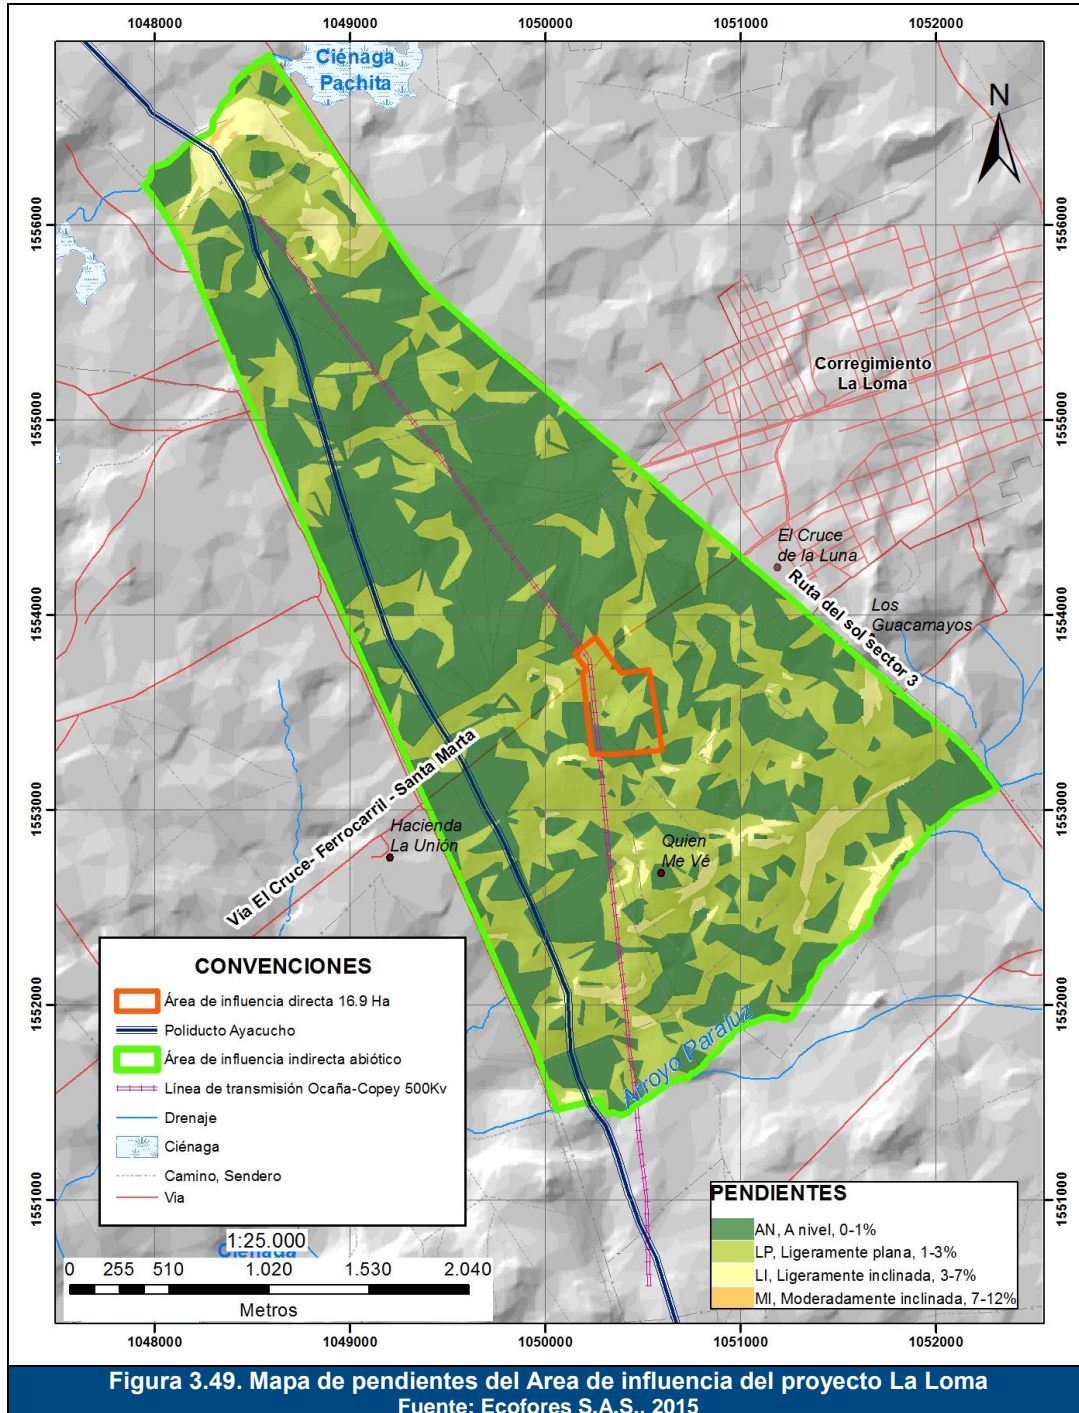 1048000 1049000 1050000 1051000 1052000
Ciénaga
Pachita
N
1556000 1556000
Corregimiento
La Loma
1555000 1555000
El Cruce
de la Luna
Ruta del sol sector 3
Los
Guacamayos
1554000 1554000
Vía El Cruce- Ferrocarril - Santa Marta
1553000 1553000
Hacienda
La Unión
Quien
Me Vé
1552000 1552000
Arroyo Paraluz
CONVENCIONES
Área de influencia directa 16.9 Ha
Poliducto Ayacucho
Área de influencia indirecta abiótico
Línea de transmisión Ocaña-Copey 500Kv
Drenaje
Ciénaga
Camino, Sendero
Via
1551000 1551000
PENDIENTES
AN, A nivel, 0-1%
LP, Ligeramente plana, 1-3%
LI, Ligeramente inclinada, 3-7%
MI, Moderadamente inclinada, 7-12%
1:25.000
0 255 510 1.020 1.530 2.040
Metros
1048000 1049000 1050000 1051000 1052000
Figura 3.49. Mapa de pendientes del Area de influencia del proyecto La Loma
Fuente: Ecofores S.A.S., 2015